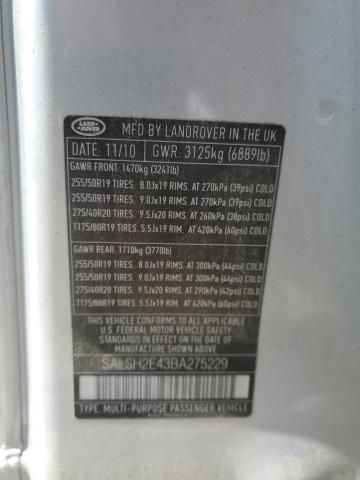 LAND ROVER
MFD BY LANDROVER IN THE UK
DATE: 11/10 GWR: 3125kg (6889lb)
GAWR FRONT: 1470kg (3241lb)
255/50R19 TIRES. 8.0Jx19 RIMS. AT 270kPA (39psi) COLD
255/50R19 TIRES. 9.0Jx19 RIMS. AT 270kPA (39psi) COLD
275/40R20 TIRES. 9.5Jx20 RIMS. AT 260kPA (38psi) COLD
T175/80R19 TIRES. 5.5Jx19 RIMS. AT 420kPA (60psi) COLD
GAWR REAR: 1710kg (3770lb)
255/50R19 TIRES. 8.0Jx19 RIMS. AT 300kPA (44psi) COLD
255/50R19 TIRES. 9.0Jx19 RIMS. AT 300kPA (44psi) COLD
275/40R20 TIRES. 9.5Jx20 RIMS. AT 290kPA (42psi) COLD
T175/80R19 TIRES. 5.5Jx19 RIMS. AT 420kPA (60psi) COLD
THIS VEHICLE CONFORMS TO ALL APPLICABLE
U.S. FEDERAL MOTOR VEHICLE SAFETY
STANDARDS IN EFFECT ON THE DATE OF
MANUFACTURE SHOWN ABOVE
SALSH2E43BA275229
TYPE: MULTI-PURPOSE PASSENGER VEHICLE